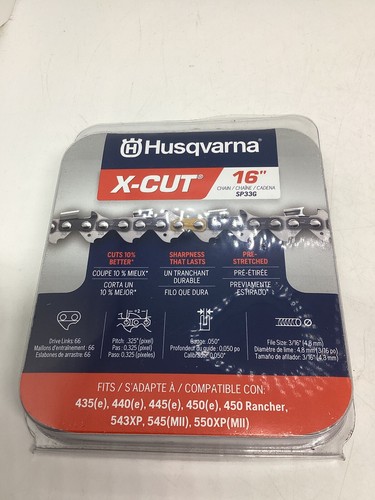 Husqvarna
X-CUT®
16"
CHAIN / CHAÎNE / CADENA
SP33G
CUTS 10%
BETTER*
COUPE 10 % MIEUX*
CORTA UN
10 % MEJOR*
SHARPNESS
THAT LASTS
UN TRANCHANT
DURABLE
FILO QUE DURA
PRE-
STRETCHED
PRÉ-ÉTIRÉE
PREVIAMENTE
ESTIRADO
Drive Links: 66
Maillons d'entraînement: 66
Eslabones de arrastre: 66
Pitch: .325" (pixel)
Pas: 0.325 (pixel)
Paso: 0.325 (pixeles)
Gauge: .050"
Profondeur du guide: 0,050 po
.050"
File Size: 3/16" (4.8 mm)
Diamètre de lime: 4,8 mm (3/16 po)
Tamaño de afilador: 3/16"
FITS / S'ADAPTE À / COMPATIBLE CON:
435(e), 440(e), 445(e), 450(e), 450 Rancher,
543XP, 545(MII), 550XP(MII)